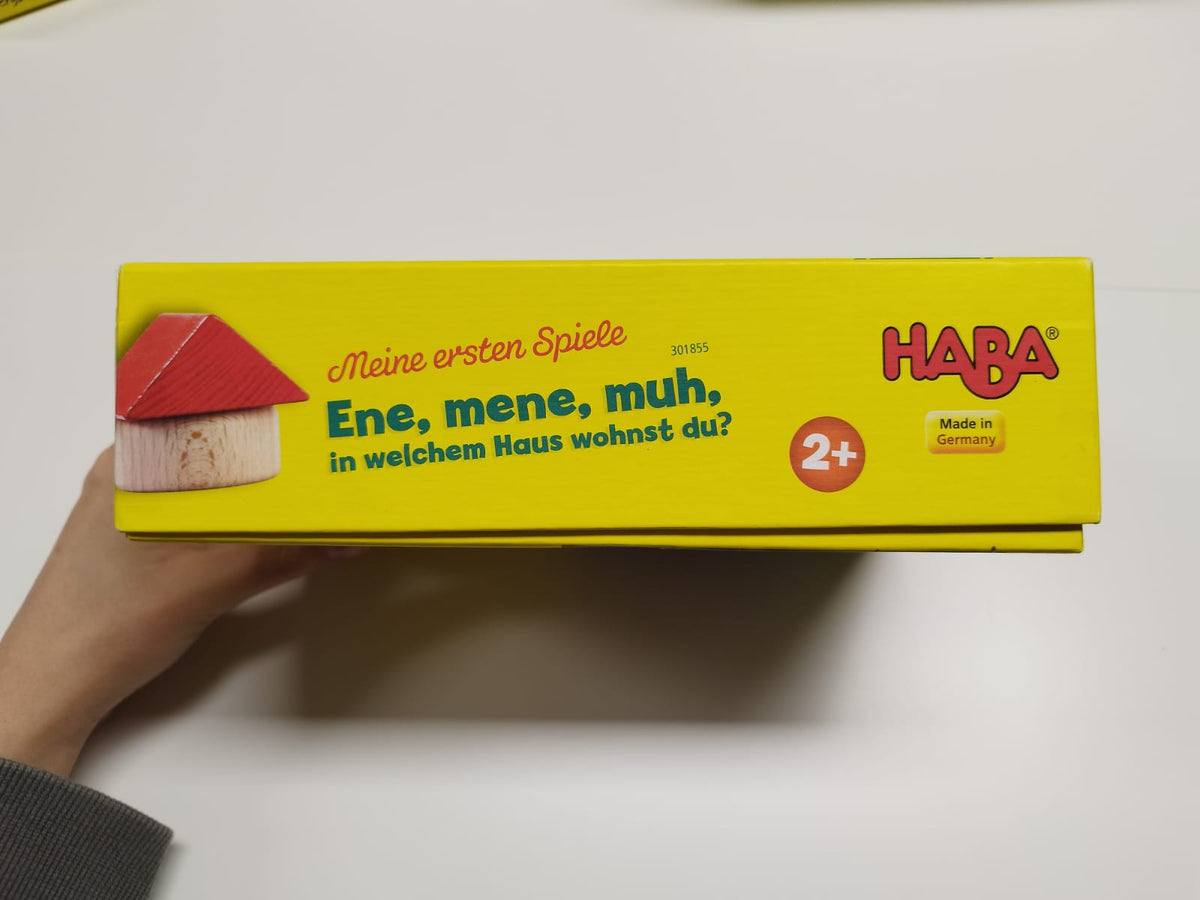 Meine ersten Spiele
301855
Ene, mene, muh,
in welchem Haus wohnst du?
2+
HABA®
Made in
Germany